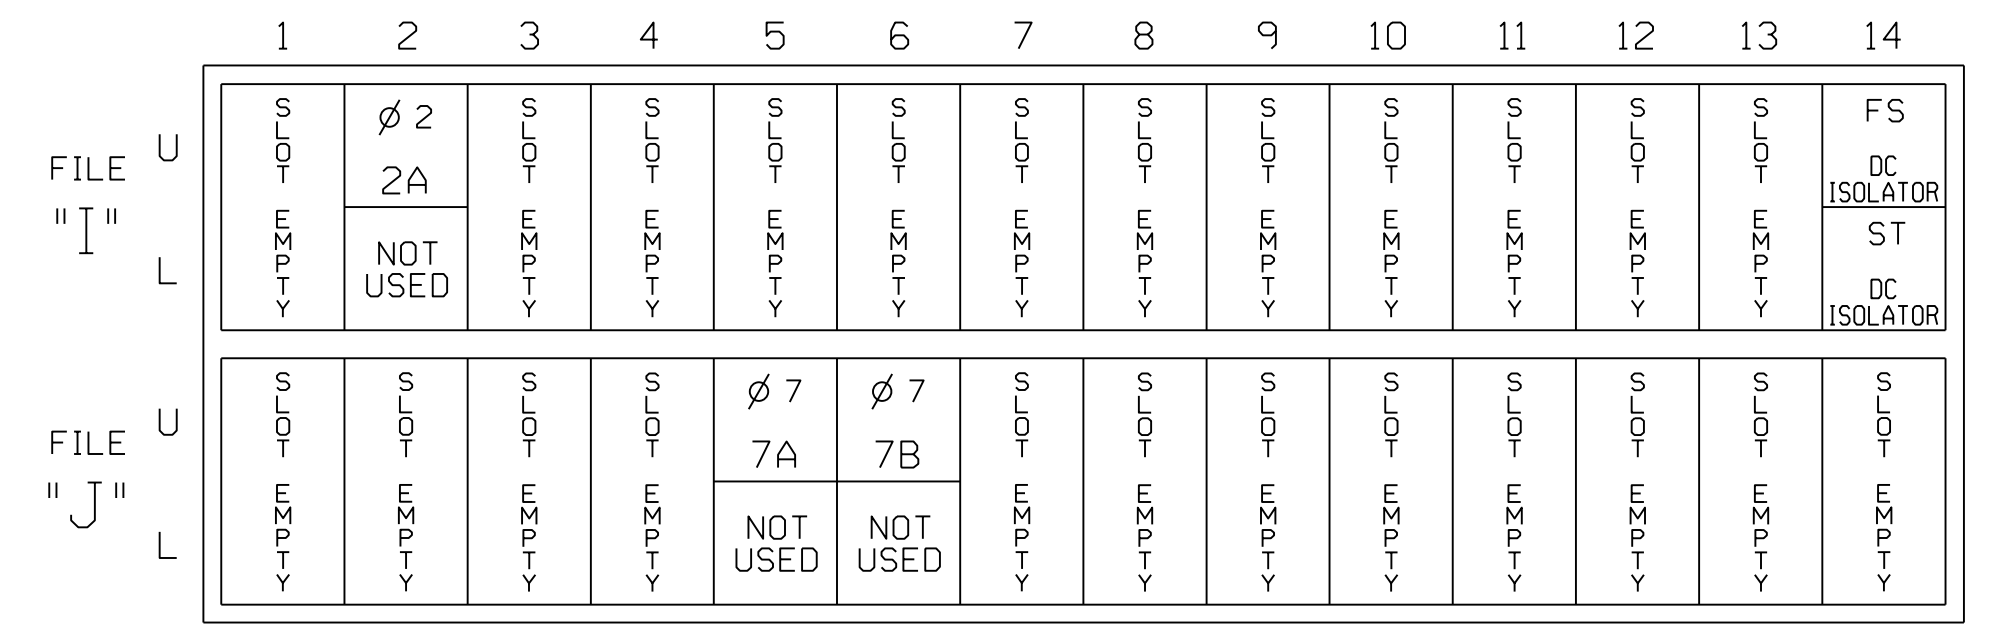 1 2 3 4 5 6 7 8 9 10 11 12 13 14
FILE
"I"
U
L
SLOT EMPTY
Ø 2
2A
NOT
USED
SLOT EMPTY
SLOT EMPTY
SLOT EMPTY
SLOT EMPTY
SLOT EMPTY
SLOT EMPTY
SLOT EMPTY
SLOT EMPTY
SLOT EMPTY
SLOT EMPTY
SLOT EMPTY
FS
DC
ISOLATOR
ST
DC
ISOLATOR
FILE
"J"
U
L
SLOT EMPTY
SLOT EMPTY
SLOT EMPTY
SLOT EMPTY
Ø 7
7A
NOT
USED
Ø 7
7B
NOT
USED
SLOT EMPTY
SLOT EMPTY
SLOT EMPTY
SLOT EMPTY
SLOT EMPTY
SLOT EMPTY
SLOT EMPTY
SLOT EMPTY